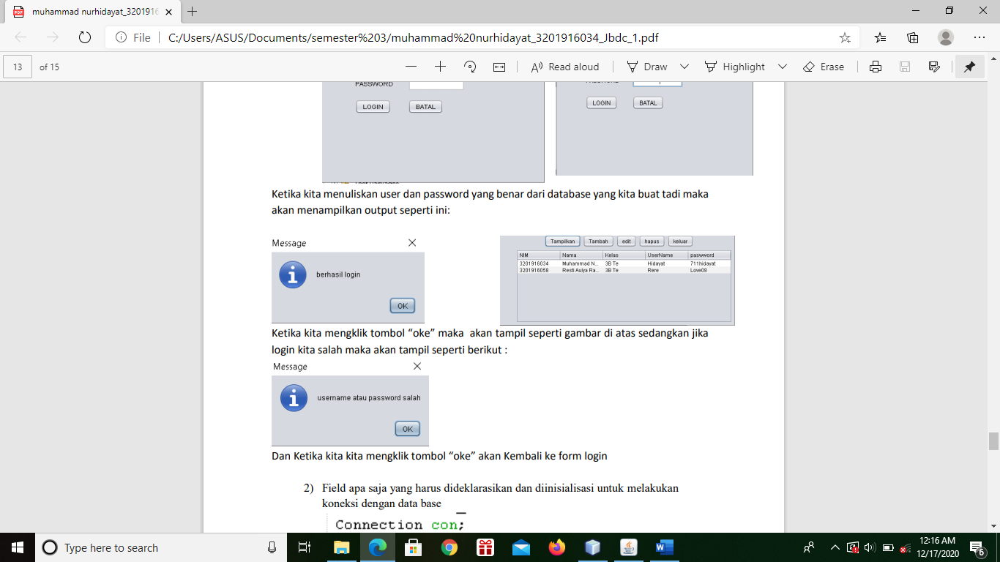 muhammad nurhidayat_3201916
File
C:/Users/ASUS/Documents/semester%203/muhammad%20nurhidayat_3201916034_Jbdc_1.pdf
13 of 15
Read aloud
Draw
Highlight
Erase
PASSWORD
LOGIN BATAL
LOGIN BATAL
Ketika kita menuliskan user dan password yang benar dari database yang kita buat tadi maka
akan menampilkan output seperti ini:
Message
berhasil login
OK
Tampilkan Tambah edit hapus keluar
NIM Nama Kelas UserName paswword
3201916034 Muhammad N... 3B Te Hidayat 711hidayat
3201916058 Resti Aulya Ra... 3B Te Rere Love08
Ketika kita mengklik tombol “oke” maka akan tampil seperti gambar di atas sedangkan jika
login kita salah maka akan tampil seperti berikut :
Message
username atau password salah
OK
Dan Ketika kita kita mengklik tombol “oke” akan Kembali ke form login
2) Field apa saja yang harus dideklarasikan dan diinisialisasi untuk melakukan
koneksi dengan data base
Connection con;
Type here to search
12:16 AM
12/17/2020
6